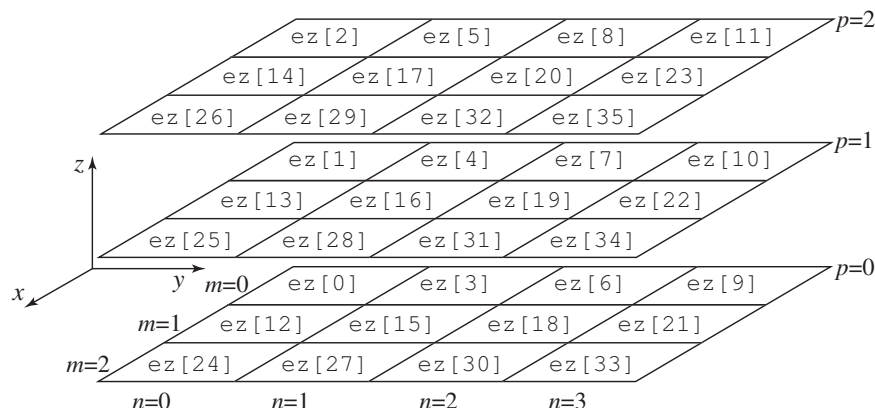 ez[2] ez[5] ez[8] ez[11] p=2
ez[14] ez[17] ez[20] ez[23]
ez[26] ez[29] ez[32] ez[35]
z
ez[1] ez[4] ez[7] ez[10] p=1
ez[13] ez[16] ez[19] ez[22]
ez[25] ez[28] ez[31] ez[34]
x y
m=0 ez[0] ez[3] ez[6] ez[9] p=0
m=1 ez[12] ez[15] ez[18] ez[21]
m=2 ez[24] ez[27] ez[30] ez[33]
n=0 n=1 n=2 n=3